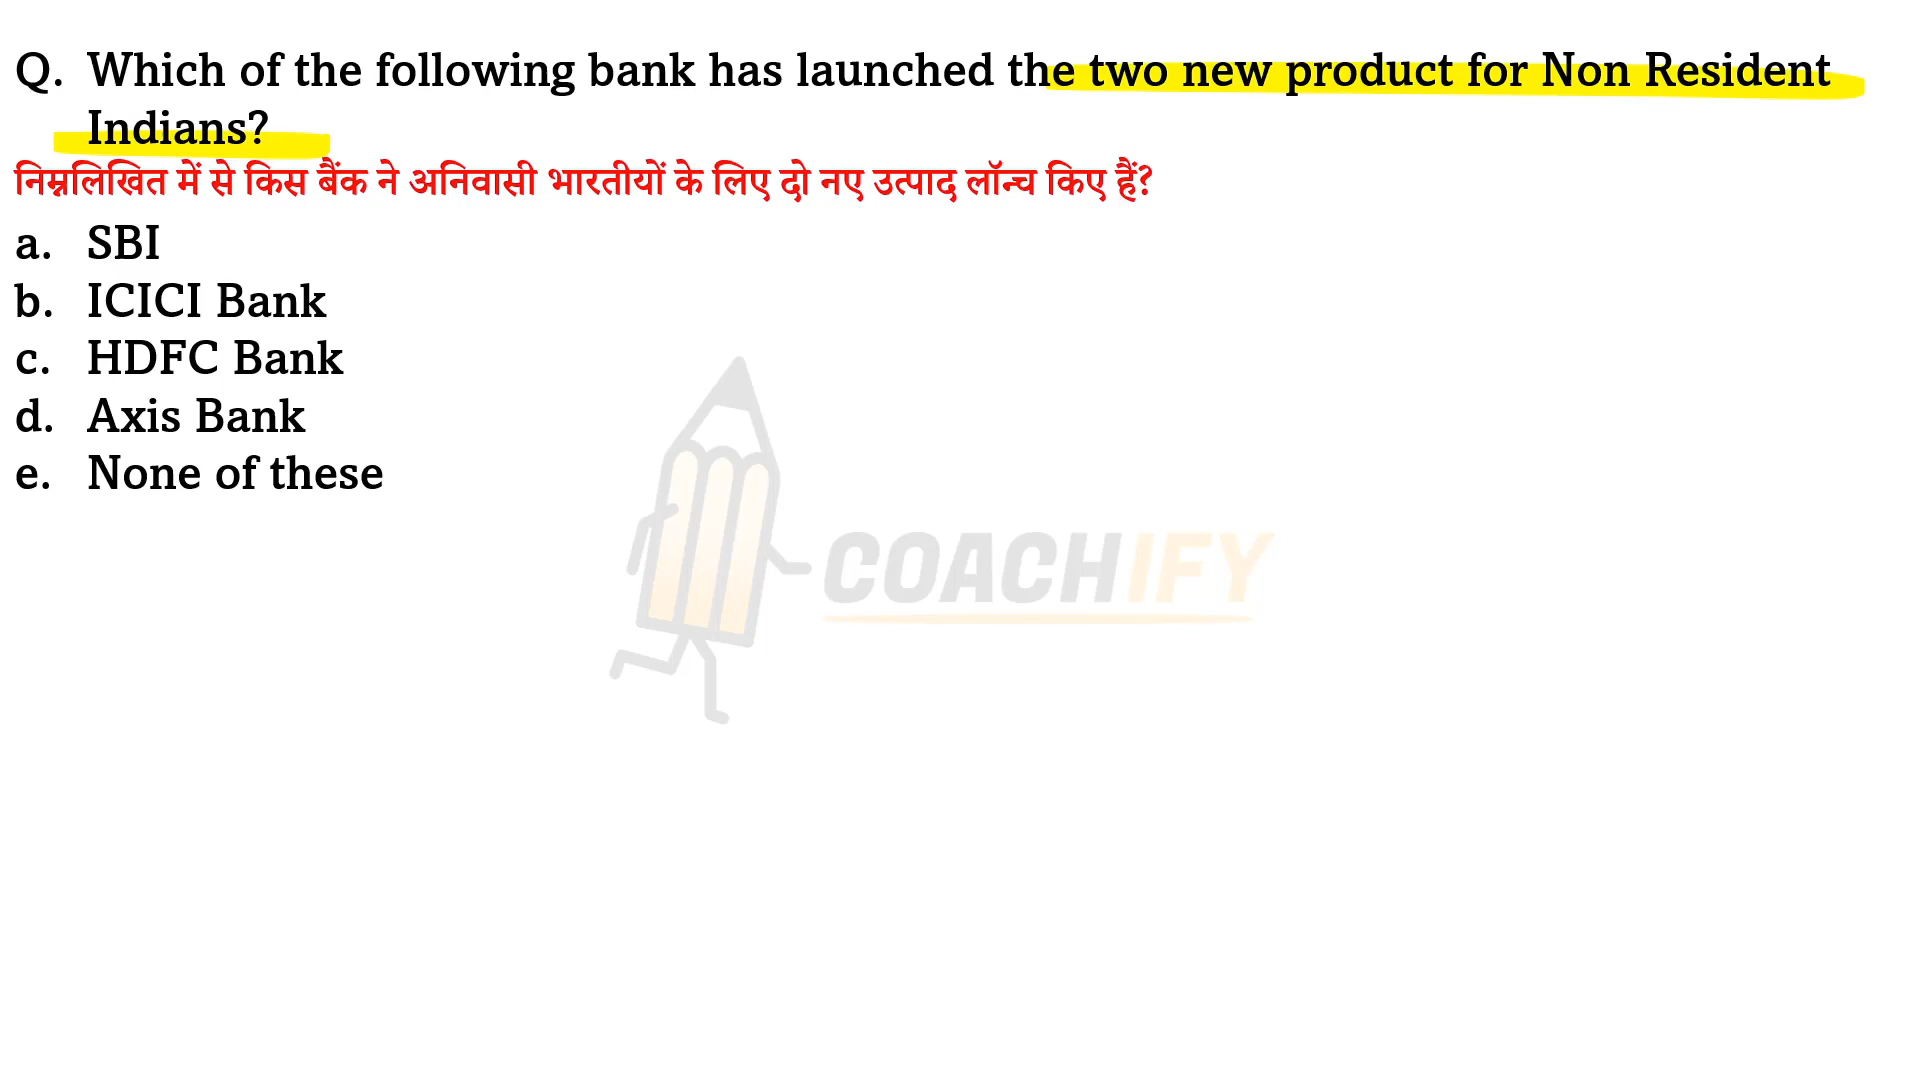 Q. Which of the following bank has launched the two new product for Non Resident
Indians?
निम्नलिखित में से किस बैंक ने अनिवासी भारतीयों के लिए दो नए उत्पाद लॉन्च किए हैं?
a. SBI
b. ICICI Bank
c. HDFC Bank
d. Axis Bank
e. None of these
COACHIFY